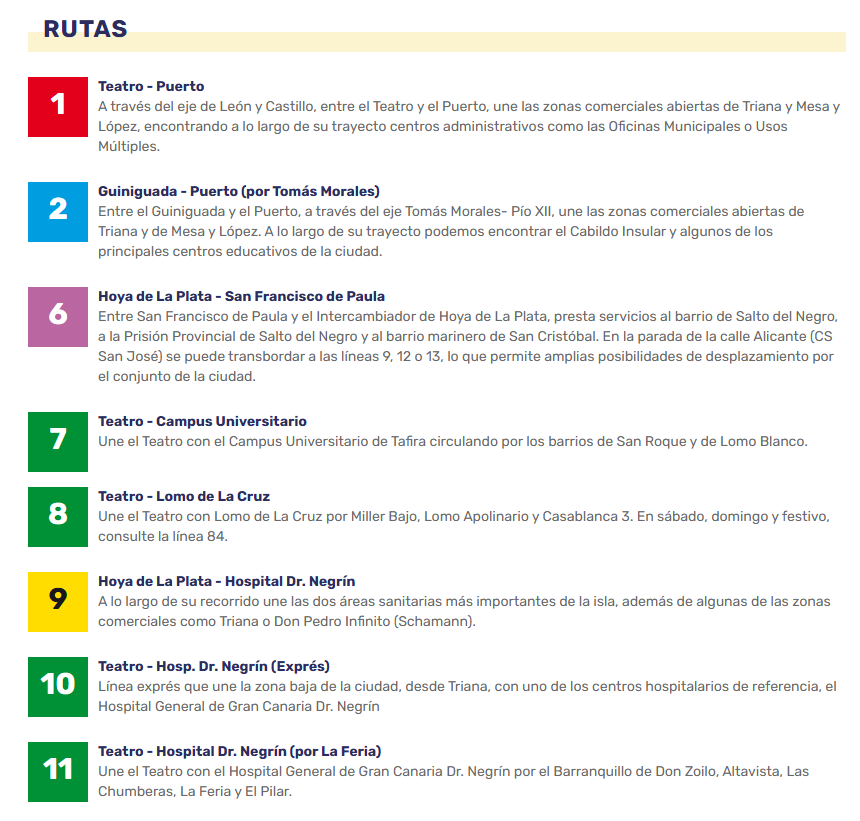 RUTAS
1
Teatro - Puerto
A través del eje de León y Castillo, entre el Teatro y el Puerto, une las zonas comerciales abiertas de Triana y Mesa y
López, encontrando a lo largo de su trayecto centros administrativos como las Oficinas Municipales o Usos
Múltiples.
2
Guiniguada - Puerto (por Tomás Morales)
Entre el Guiniguada y el Puerto, a través del eje Tomás Morales- Pío XII, une las zonas comerciales abiertas de
Triana y de Mesa y López. A lo largo de su trayecto podemos encontrar el Cabildo Insular y algunos de los
principales centros educativos de la ciudad.
6
Hoya de La Plata - San Francisco de Paula
Entre San Francisco de Paula y el Intercambiador de Hoya de La Plata, presta servicios al barrio de Salto del Negro,
a la Prisión Provincial de Salto del Negro y al barrio marinero de San Cristóbal. En la parada de la calle Alicante (CS
San José) se puede transbordar a las líneas 9, 12 o 13, lo que permite amplias posibilidades de desplazamiento por
el conjunto de la ciudad.
7
Teatro - Campus Universitario
Une el Teatro con el Campus Universitario de Tafira circulando por los barrios de San Roque y de Lomo Blanco.
8
Teatro - Lomo de La Cruz
Une el Teatro con Lomo de La Cruz por Miller Bajo, Lomo Apolinario y Casablanca 3. En sábado, domingo y festivo,
consulte la línea 84.
9
Hoya de La Plata - Hospital Dr. Negrín
A lo largo de su recorrido une las dos áreas sanitarias más importantes de la isla, además de algunas de las zonas
comerciales como Triana o Don Pedro Infinito (Schamann).
10
Teatro - Hosp. Dr. Negrín (Exprés)
Línea exprés que une la zona baja de la ciudad, desde Triana, con uno de los centros hospitalarios de referencia, el
Hospital General de Gran Canaria Dr. Negrín
11
Teatro - Hospital Dr. Negrín (por La Feria)
Une el Teatro con el Hospital General de Gran Canaria Dr. Negrín por el Barranquillo de Don Zoilo, Altavista, Las
Chumberas, La Feria y El Pilar.